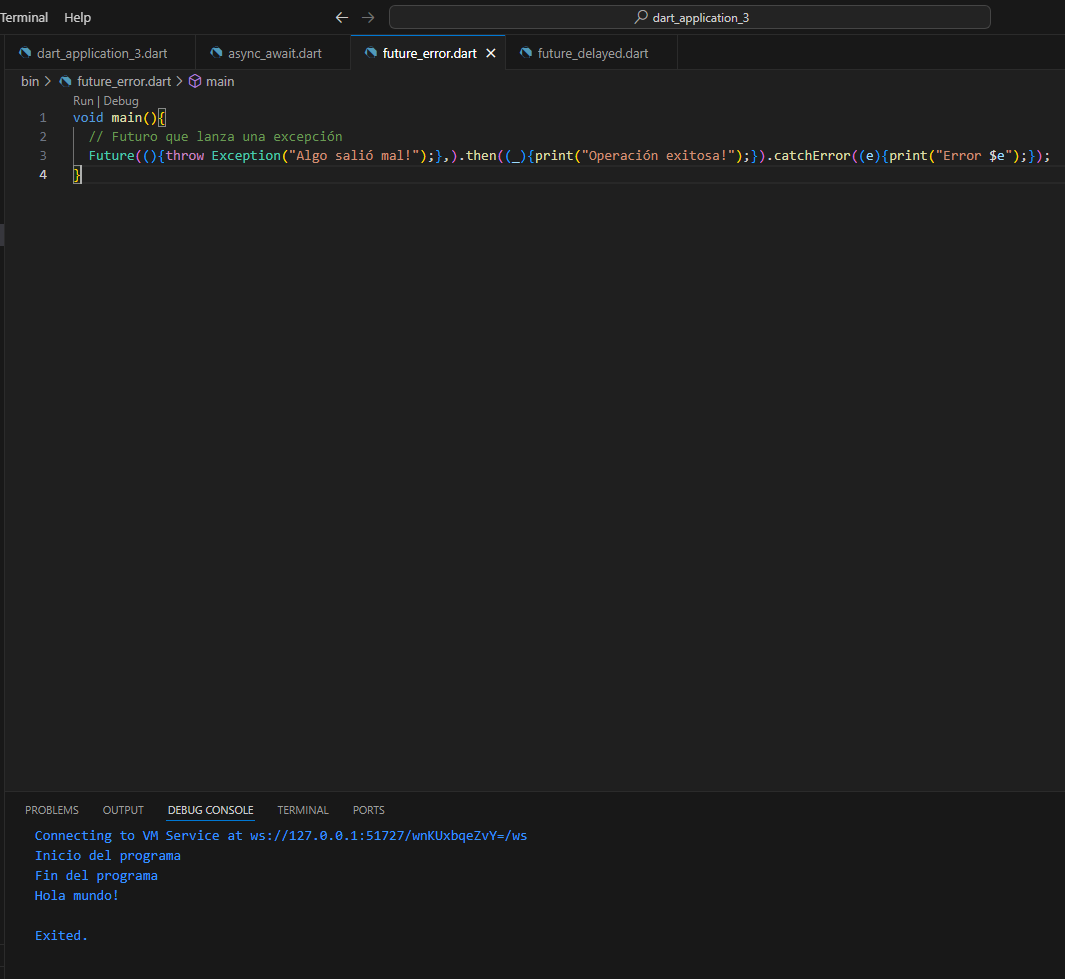 Terminal Help dart_application_3
dart_application_3.dart async_await.dart future_error.dart future_delayed.dart
bin > future_error.dart > main
Run | Debug
1 void main(){
2 // Futuro que lanza una excepción
3 Future((){throw Exception("Algo salió mal!");},).then((_){print("Operación exitosa!");}).catchError((e){print("Error $e");});
4 }
PROBLEMS OUTPUT DEBUG CONSOLE TERMINAL PORTS
Connecting to VM Service at ws://127.0.0.1:51727/wnKUxbqeZvY=/ws
Inicio del programa
Fin del programa
Hola mundo!
Exited.